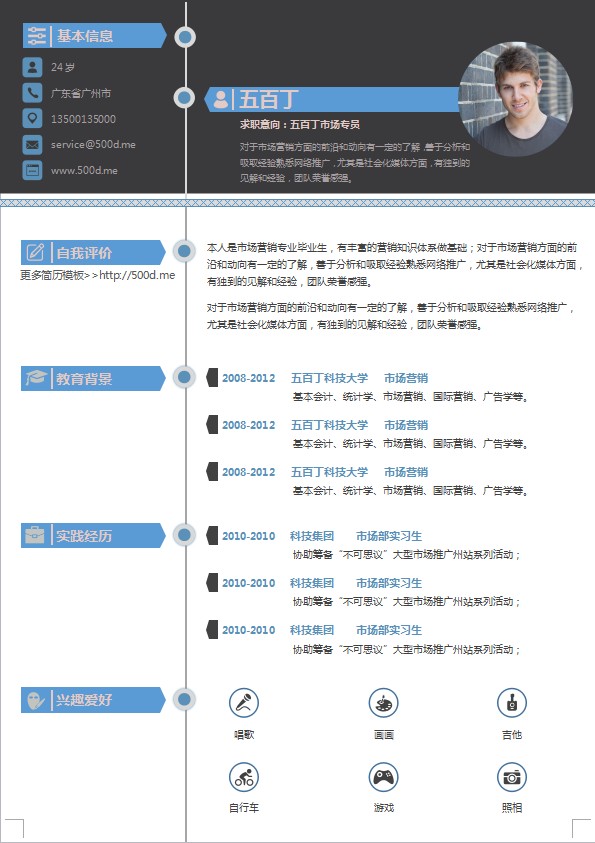 基本信息
24 岁
广东省广州市
13500135000
service@500d.me
www.500d.me
五百丁
求职意向：五百丁市场专员
对于市场营销方面的前沿和动向有一定的了解，善于分析和
吸取经验熟悉网络推广，尤其是社会化媒体方面，有独到的
见解和经验，团队荣誉感强。
自我评价
更多简历模板>>http://500d.me
本人是市场营销专业毕业生，有丰富的营销知识体系做基础；对于市场营销方面的前
沿和动向有一定的了解，善于分析和吸取经验熟悉网络推广，尤其是社会化媒体方面，
有独到的见解和经验，团队荣誉感强。
对于市场营销方面的前沿和动向有一定的了解，善于分析和吸取经验熟悉网络推广，
尤其是社会化媒体方面，有独到的见解和经验，团队荣誉感强。
教育背景
2008-2012 五百丁科技大学 市场营销
基本会计、统计学、市场营销、国际营销、广告学等。
2008-2012 五百丁科技大学 市场营销
基本会计、统计学、市场营销、国际营销、广告学等。
2008-2012 五百丁科技大学 市场营销
基本会计、统计学、市场营销、国际营销、广告学等。
实践经历
2010-2010 科技集团 市场部实习生
协助筹备“不可思议”大型市场推广州站系列活动；
2010-2010 科技集团 市场部实习生
协助筹备“不可思议”大型市场推广州站系列活动；
2010-2010 科技集团 市场部实习生
协助筹备“不可思议”大型市场推广州站系列活动；
兴趣爱好
唱歌 画画 吉他
自行车 游戏 照相